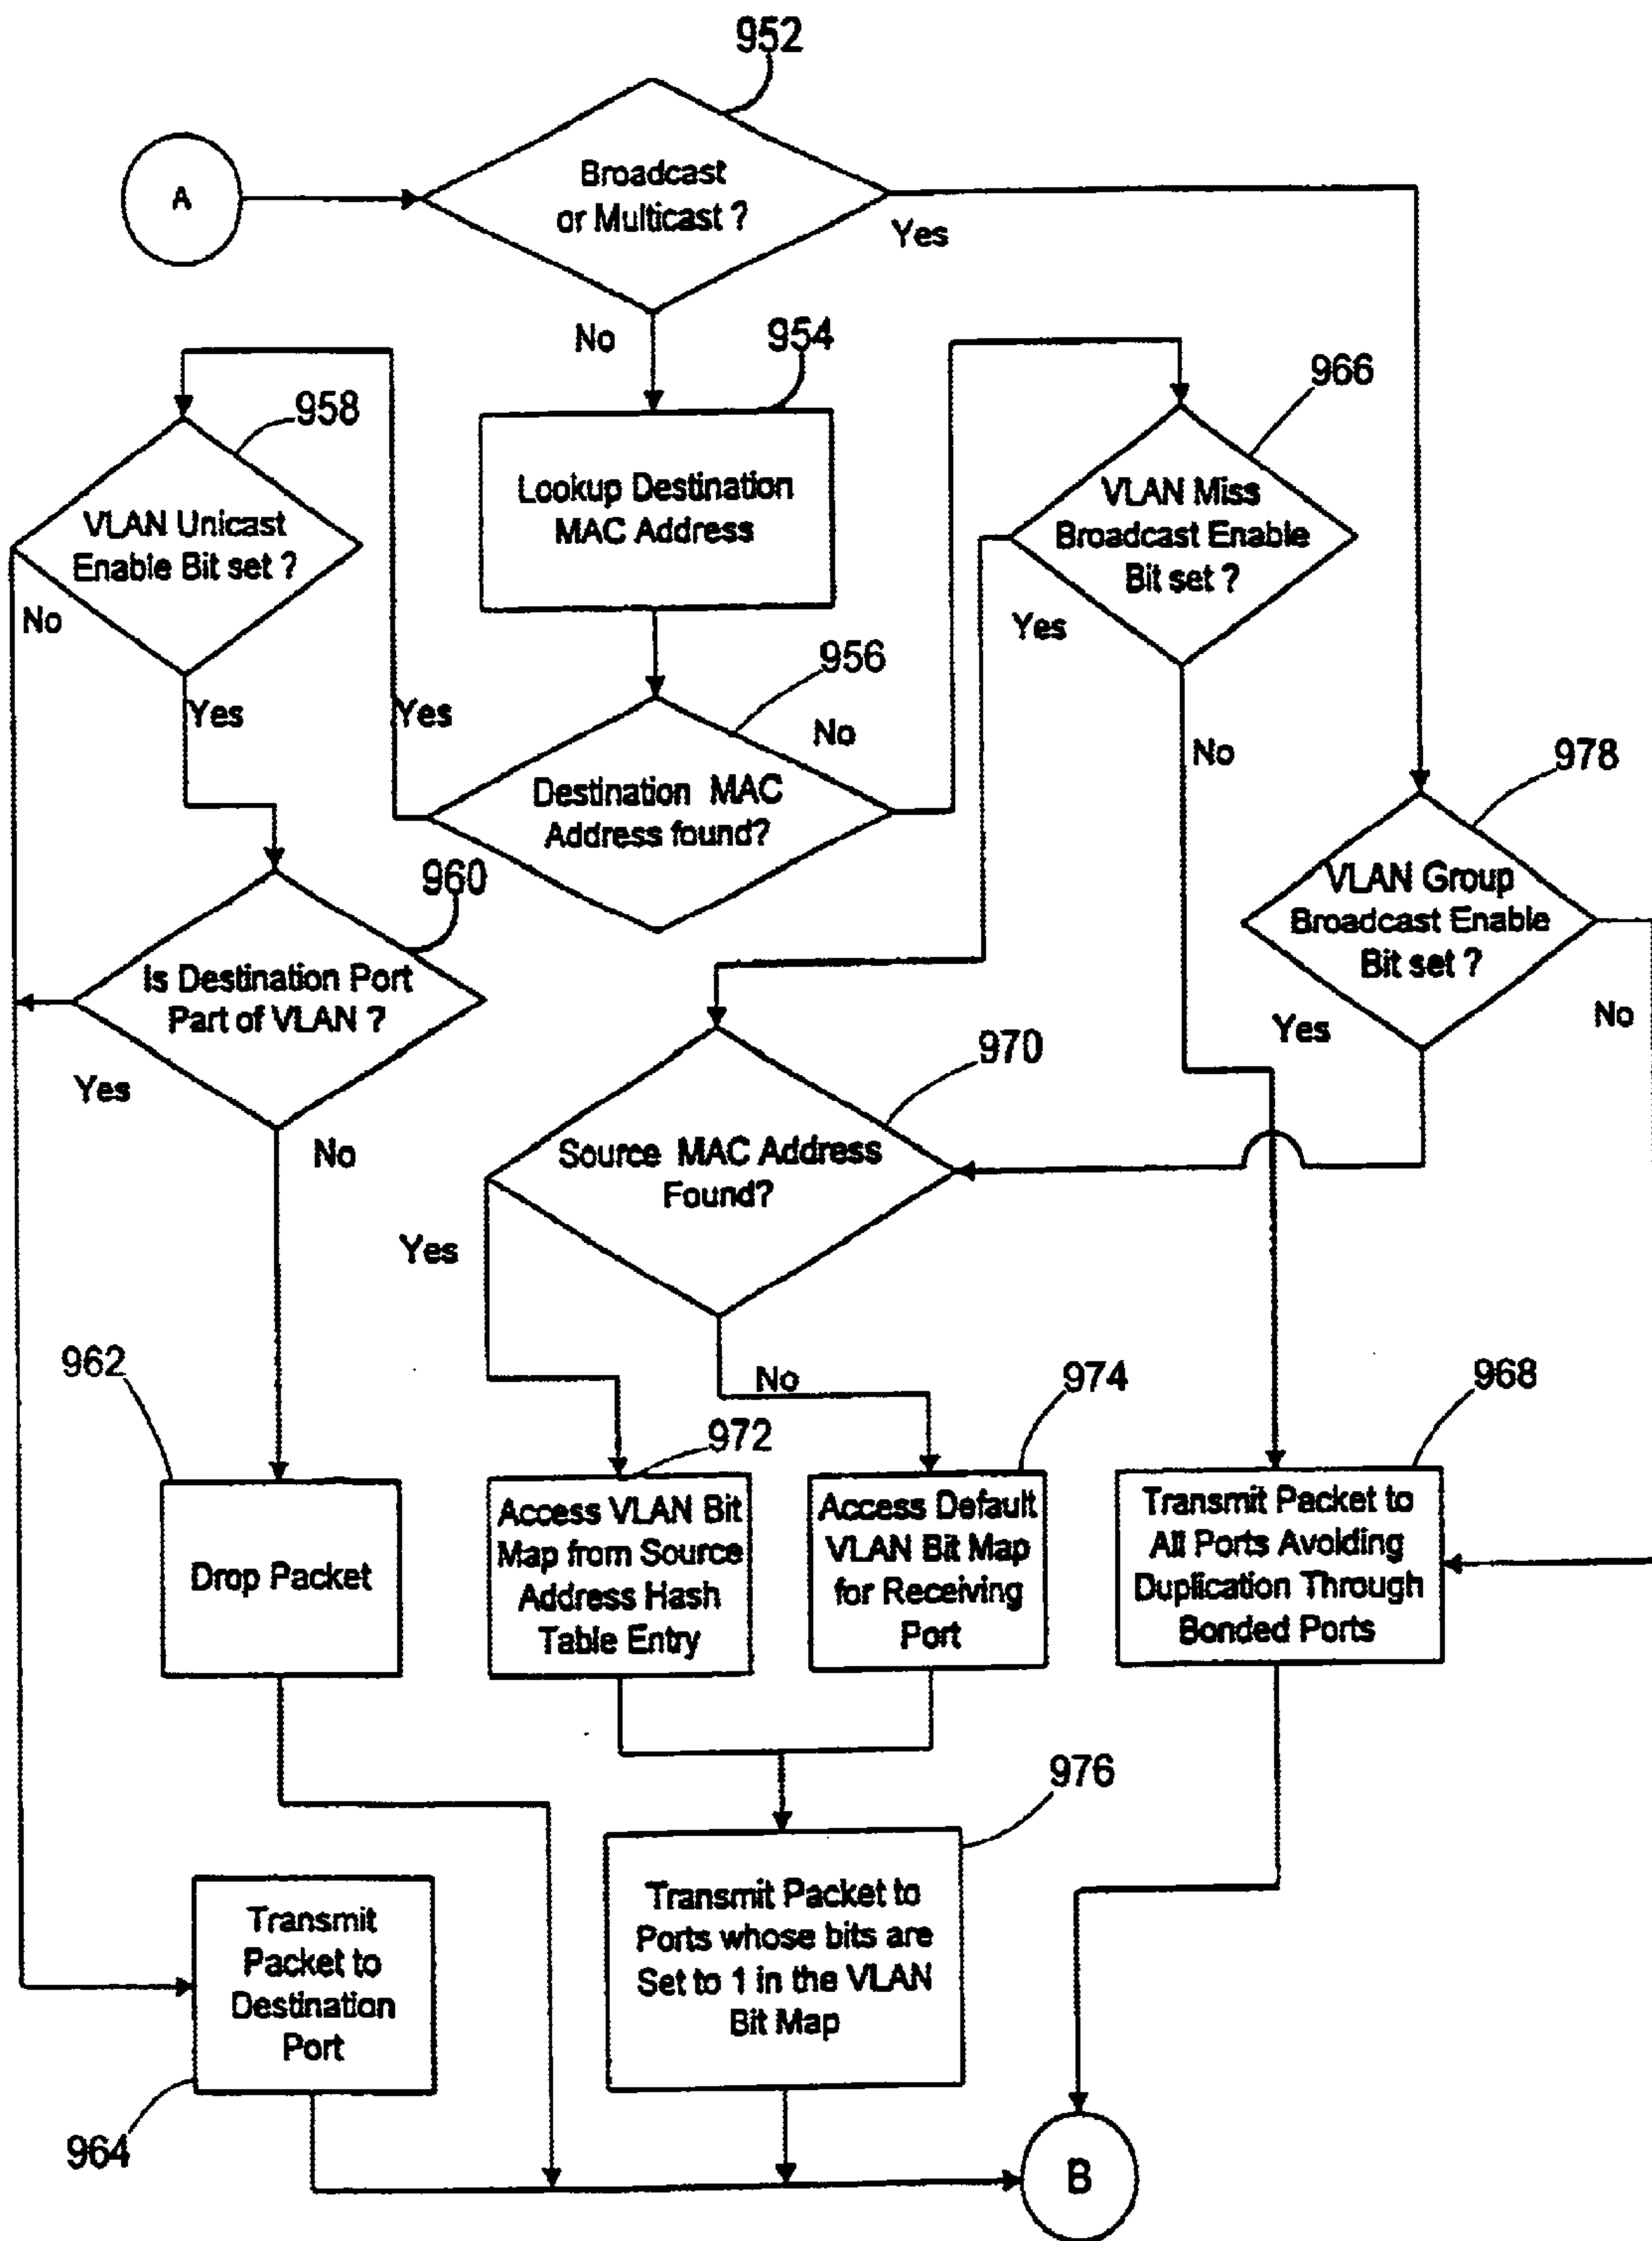 952
A
Broadcast
or Multicast ?
Yes
No
954
966
958
Lookup Destination
MAC Address
VLAN Miss
Broadcast Enable
Bit set ?
VLAN Unicast
Enable Bit set ?
No
Yes
956
Yes
Yes
No
No
978
Destination MAC
Address found?
960
VLAN Group
Broadcast Enable
Bit set ?
Is Destination Port
Part of VLAN ?
Yes
No
970
Yes
No
Source MAC Address
Found?
Yes
962
No
974
968
972
Access VLAN Bit
Map from Source
Address Hash
Table Entry
Access Default
VLAN Bit Map
for Receiving
Port
Transmit Packet to
All Ports Avoiding
Duplication Through
Bonded Ports
Drop Packet
976
Transmit Packet to
Ports whose bits are
Set to 1 in the VLAN
Bit Map
Transmit
Packet to
Destination
Port
964
B